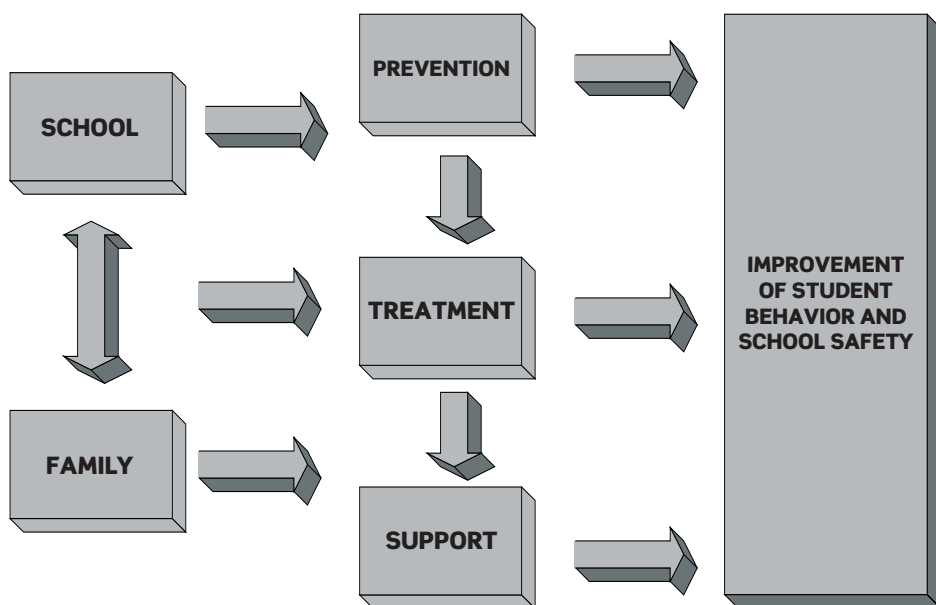 PREVENTION
SCHOOL
TREATMENT
IMPROVEMENT
OF STUDENT
BEHAVIOR AND
SCHOOL SAFETY
FAMILY
SUPPORT